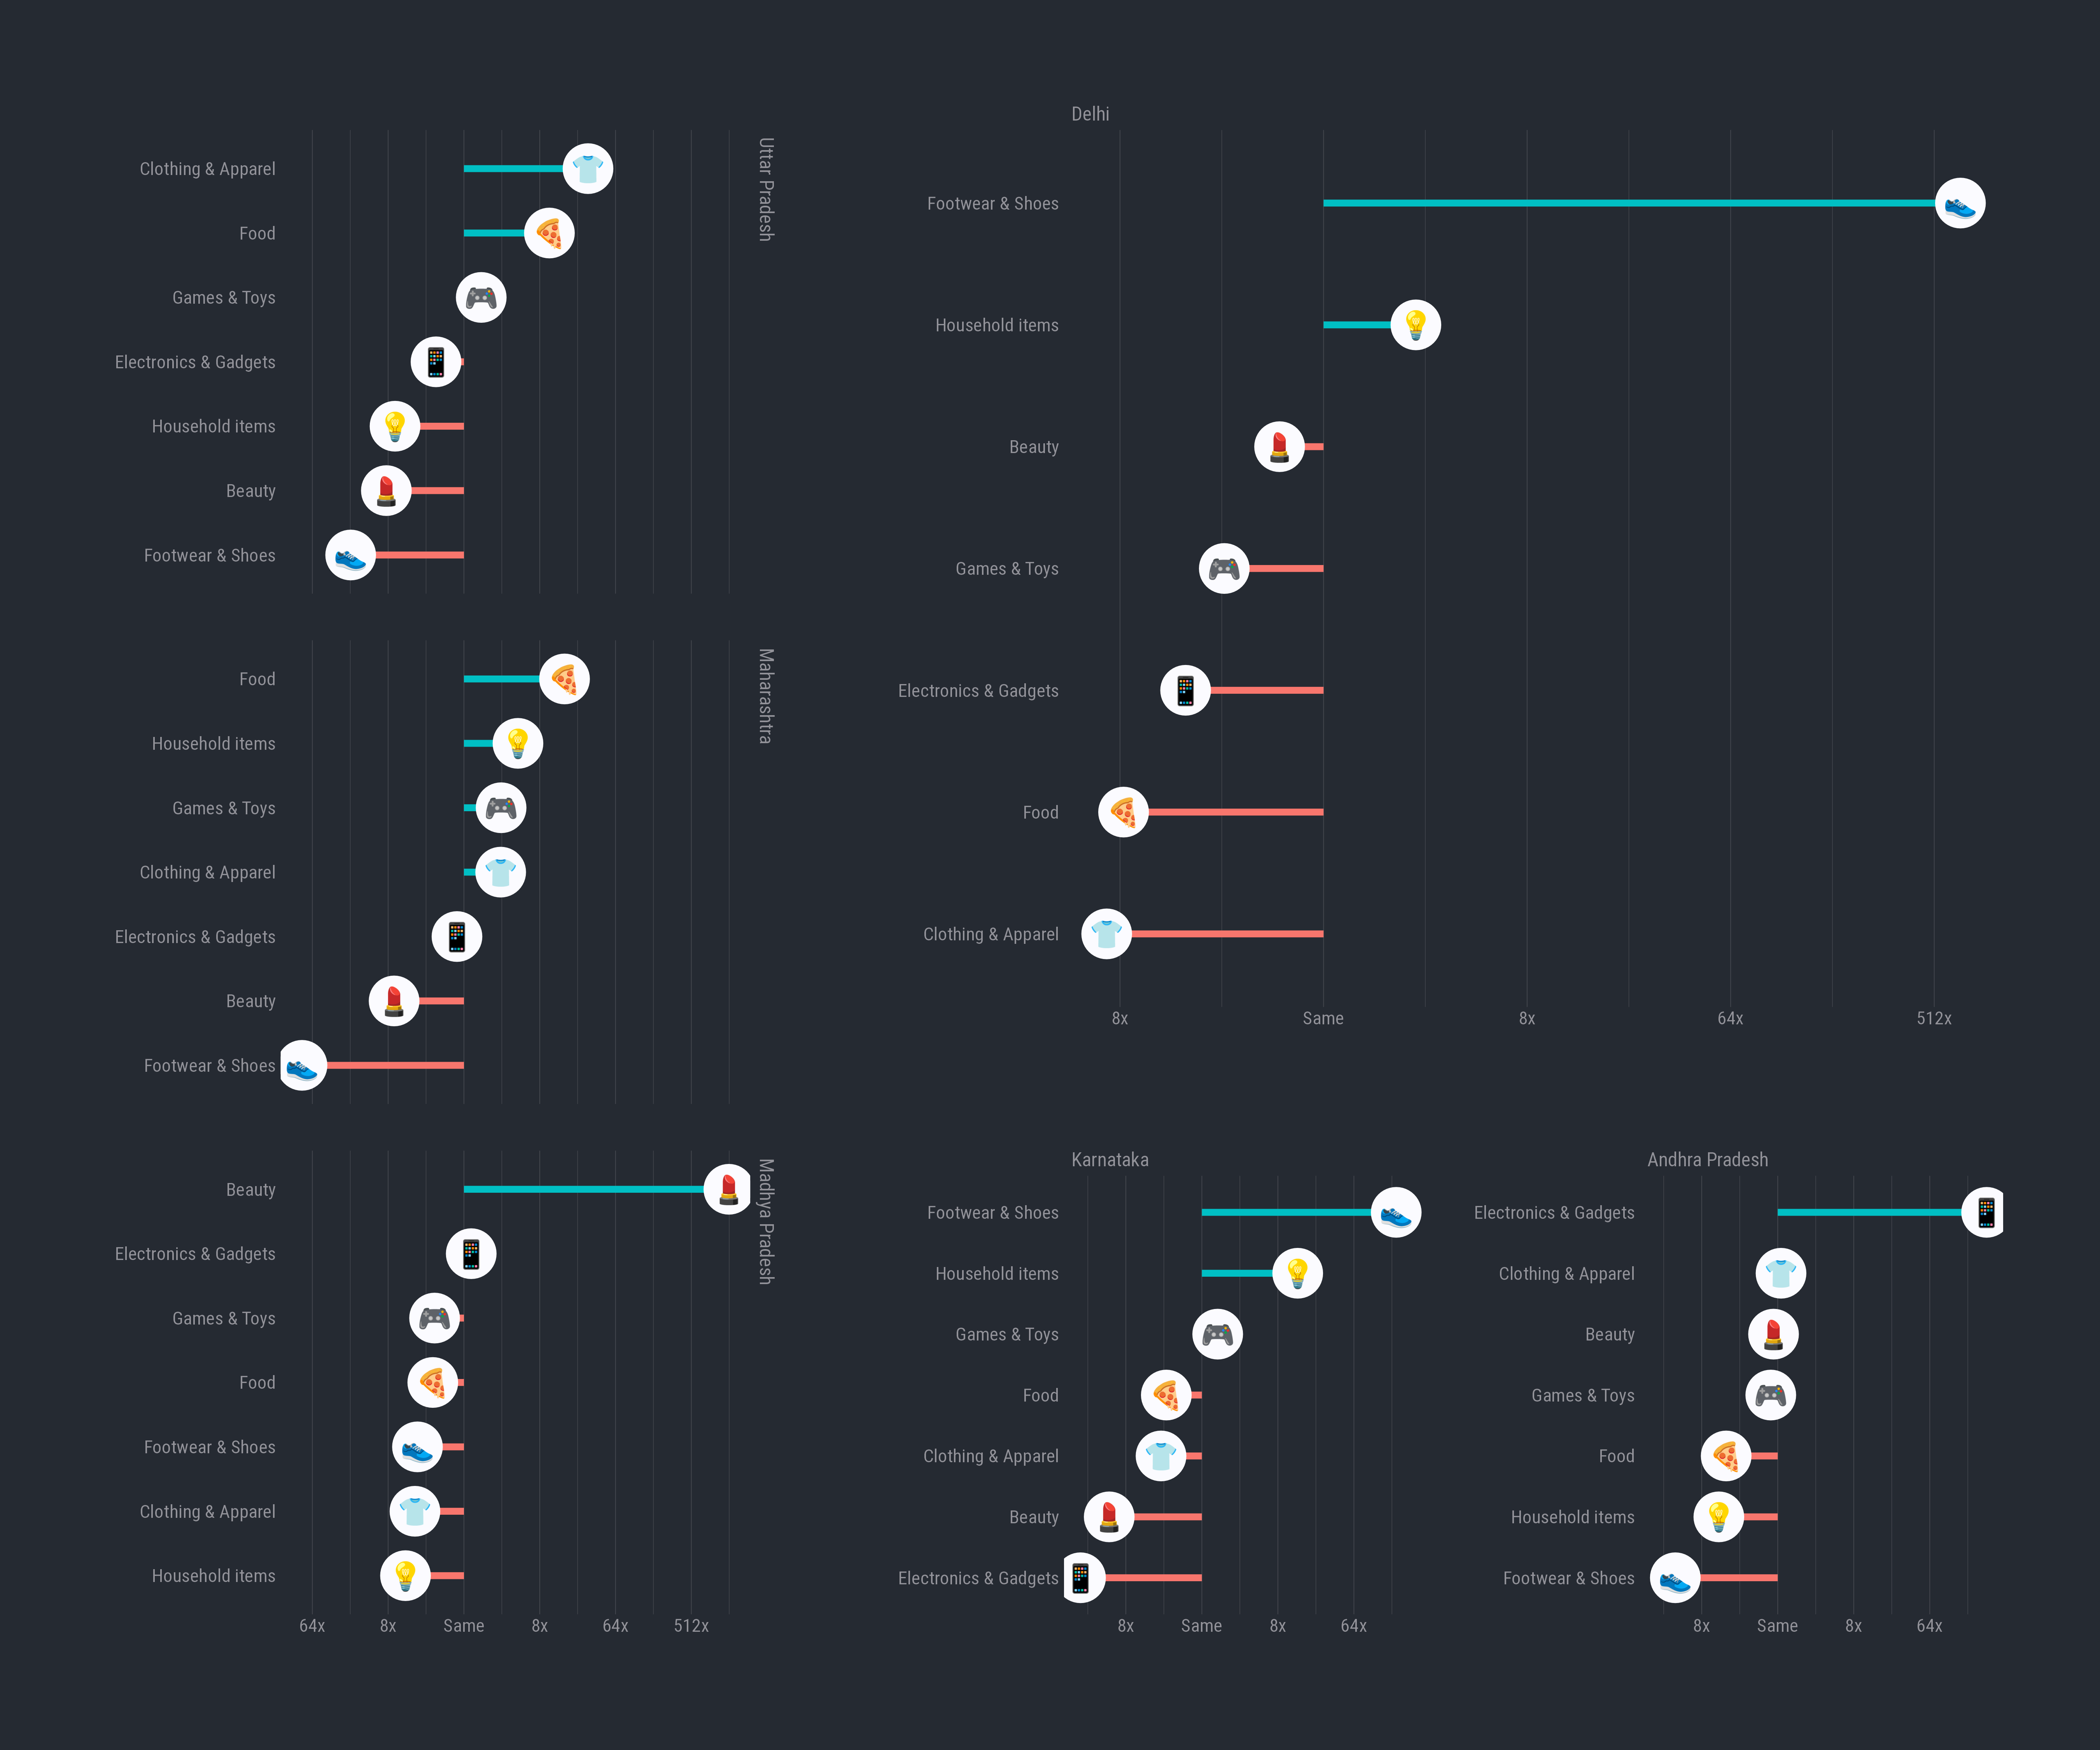 Uttar Pradesh
Clothing & Apparel
Food
Games & Toys
Electronics & Gadgets
Household items
Beauty
Footwear & Shoes
Maharashtra
Food
Household items
Games & Toys
Clothing & Apparel
Electronics & Gadgets
Beauty
Footwear & Shoes
Madhya Pradesh
Beauty
Electronics & Gadgets
Games & Toys
Food
Footwear & Shoes
Clothing & Apparel
Household items
64x 8x Same 8x 64x 512x
Delhi
Footwear & Shoes
Household items
Beauty
Games & Toys
Electronics & Gadgets
Food
Clothing & Apparel
8x Same 8x 64x 512x
Karnataka
Footwear & Shoes
Household items
Games & Toys
Food
Clothing & Apparel
Beauty
Electronics & Gadgets
8x Same 8x 64x
Andhra Pradesh
Electronics & Gadgets
Clothing & Apparel
Beauty
Games & Toys
Food
Household items
Footwear & Shoes
8x Same 8x 64x